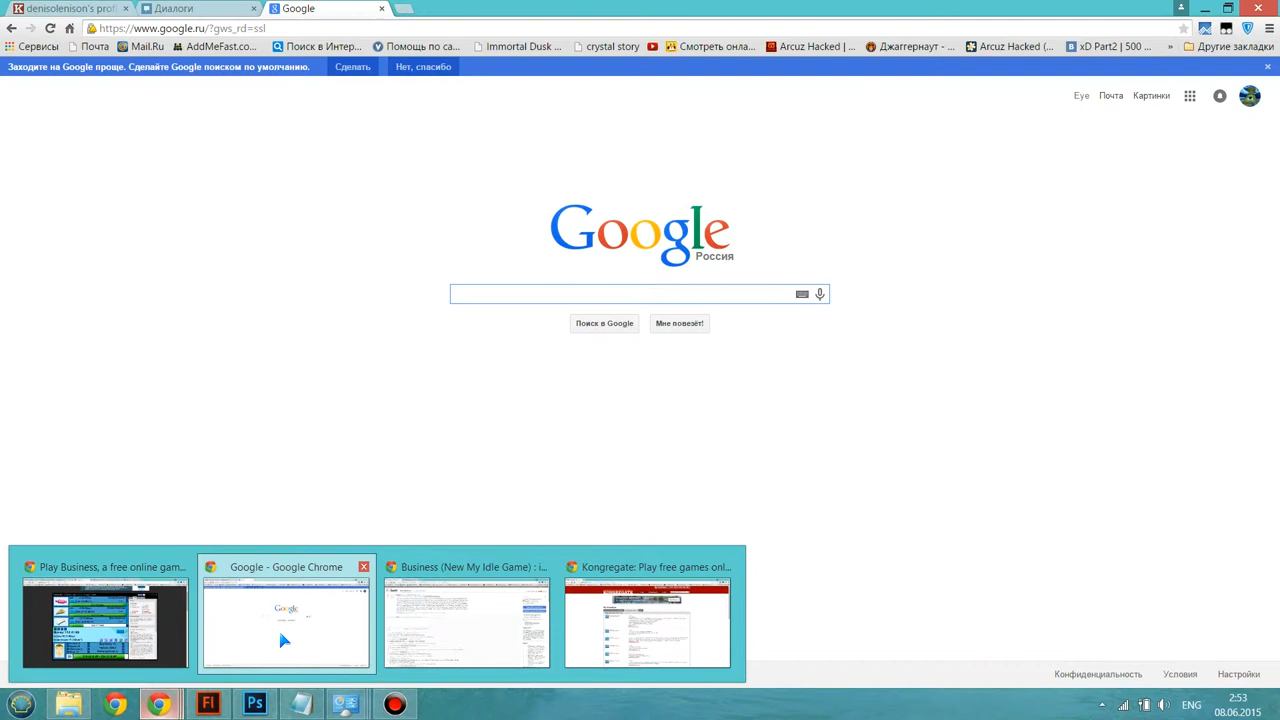 denisolenison's profi
Диалоги
Google
https://www.google.ru/?gws_rd=ssl
Сервисы
Почта
Mail.Ru
AddMeFast.co...
Поиск в Интер...
Помощь по са...
Immortal Dusk ...
crystal story
Смотреть онла...
Arcuz Hacked | ...
Джаггернаут - ...
Arcuz Hacked (...
xD Part2 | 500 ...
»
Другие закладки
Заходите на Google проще. Сделайте Google поиском по умолчанию.
Сделать
Нет, спасибо
Eye
Почта
Картинки
Google
Россия
Поиск в Google
Мне повезёт!
Play Business, a free online gam...
Google - Google Chrome
Business (New My Idle Game) : i...
Kongregate: Play free games onl...
Конфиденциальность
Условия
Настройки
Fl
Ps
ENG
2:53
08.06.2015